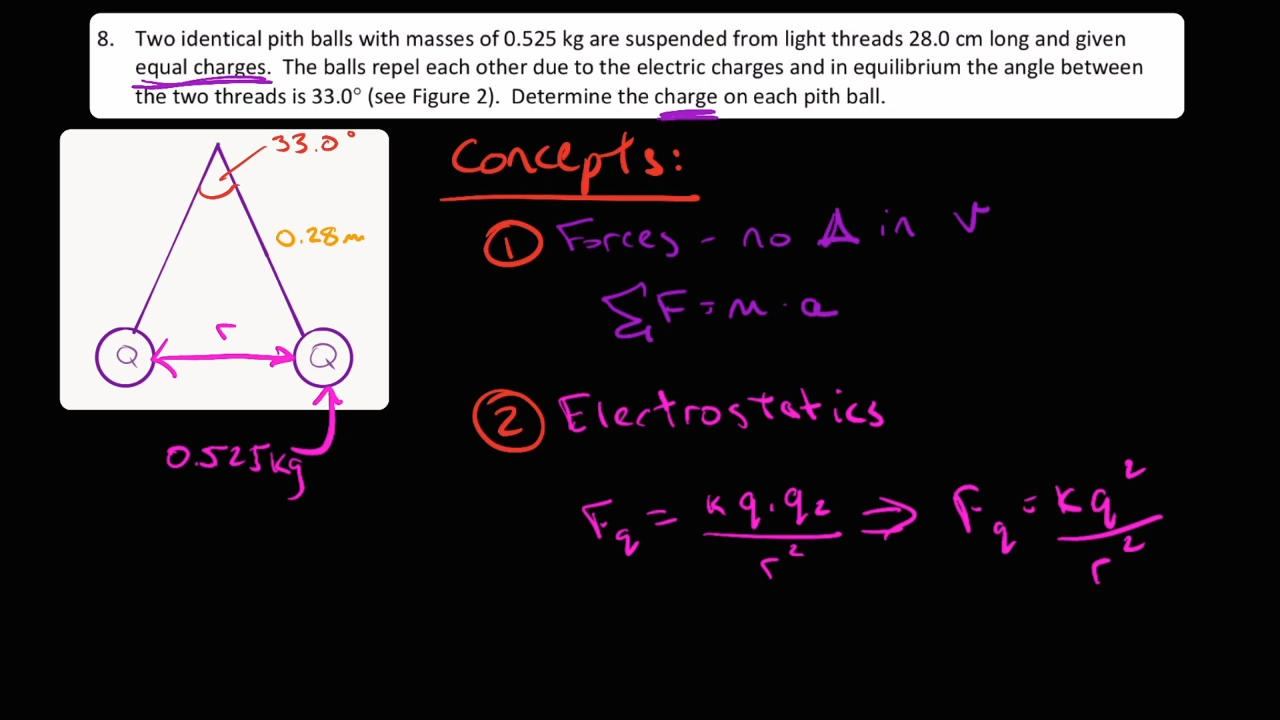 8. Two identical pith balls with masses of 0.525 kg are suspended from light threads 28.0 cm long and given
equal charges. The balls repel each other due to the electric charges and in equilibrium the angle between
the two threads is 33.0° (see Figure 2). Determine the charge on each pith ball.
33.0°
0.28m
r
Q Q
0.525kg
Concepts:
① Forces - no Δ in v
∑F = m · a
② Electrostatics
Fq = kq₁q₂/r² ⇒ Fq = kq²/r²